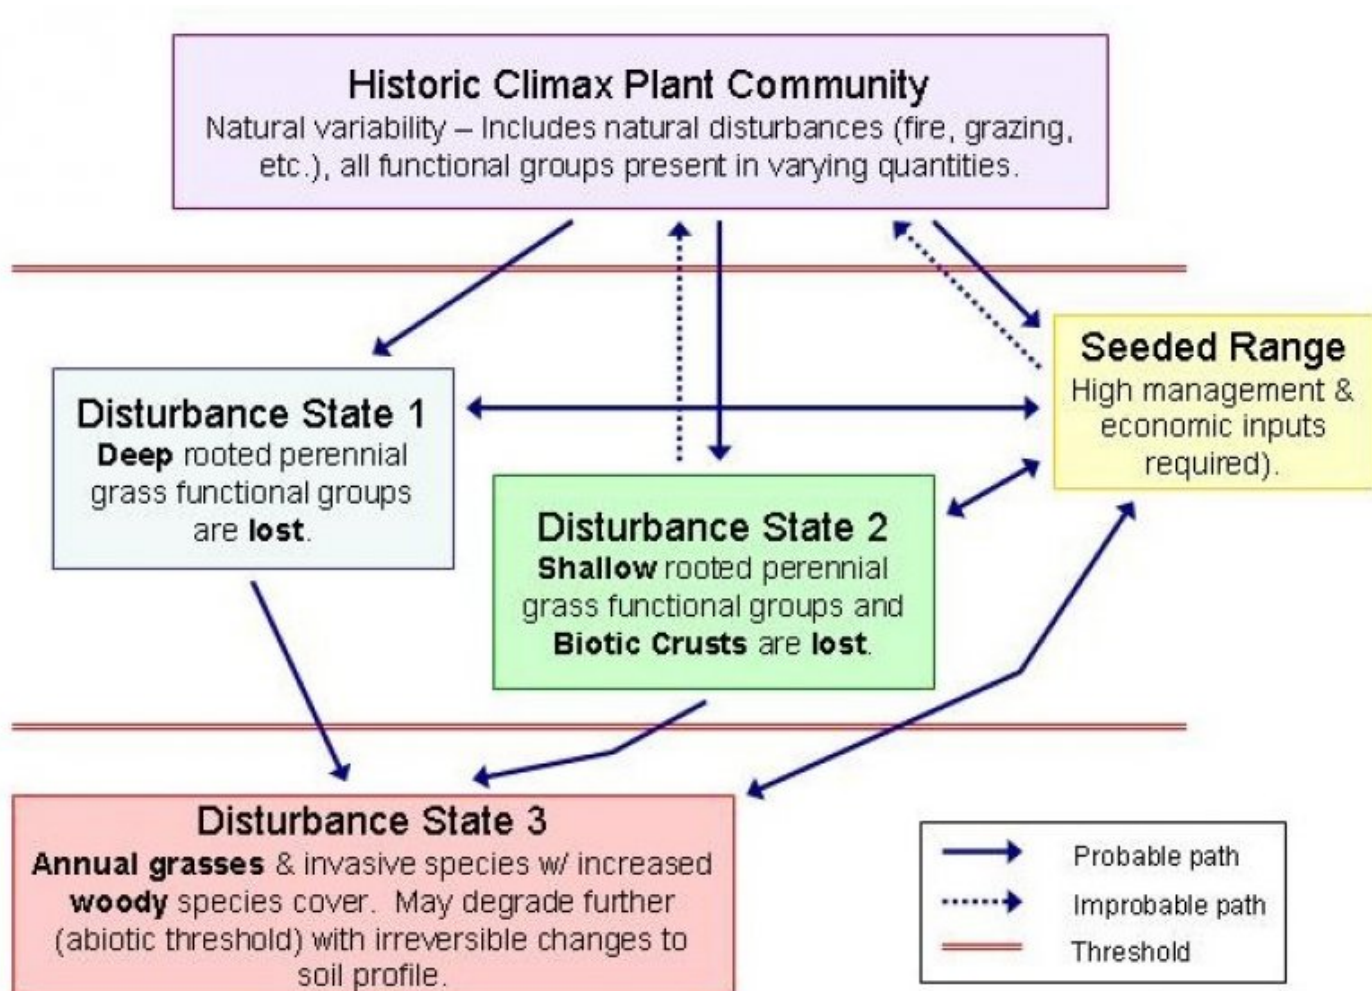 Historic Climax Plant Community
Natural variability – Includes natural disturbances (fire, grazing,
etc.), all functional groups present in varying quantities.
Seeded Range
High management &
economic inputs
required).
Disturbance State 1
Deep rooted perennial
grass functional groups
are lost.
Disturbance State 2
Shallow rooted perennial
grass functional groups and
Biotic Crusts are lost.
Disturbance State 3
Annual grasses & invasive species w/ increased
woody species cover. May degrade further
(abiotic threshold) with irreversible changes to
soil profile.
Probable path
Improbable path
Threshold